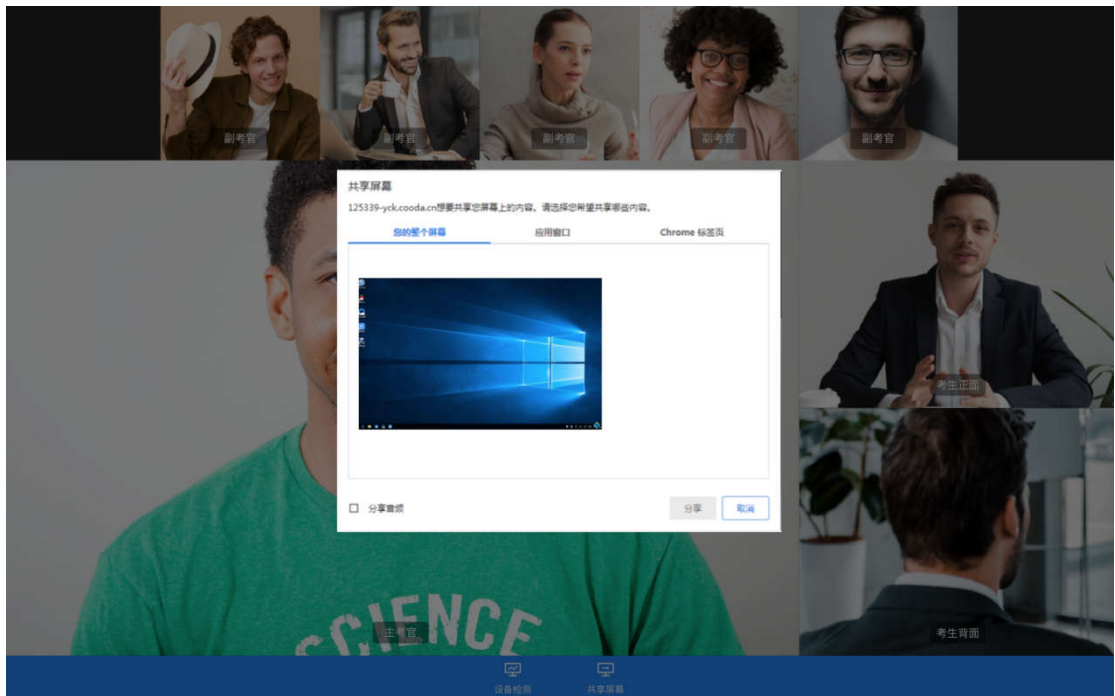 副考官
副考官
副考官
副考官
副考官
共享屏幕
125339-yck.cooda.cn想要共享您屏幕上的内容。请选择您希望共享哪些内容。
您的整个屏幕
应用窗口
Chrome 标签页
分享音频
分享
取消
考生正面
SCIENCE
主考官
考生背面
设备检测
共享屏幕